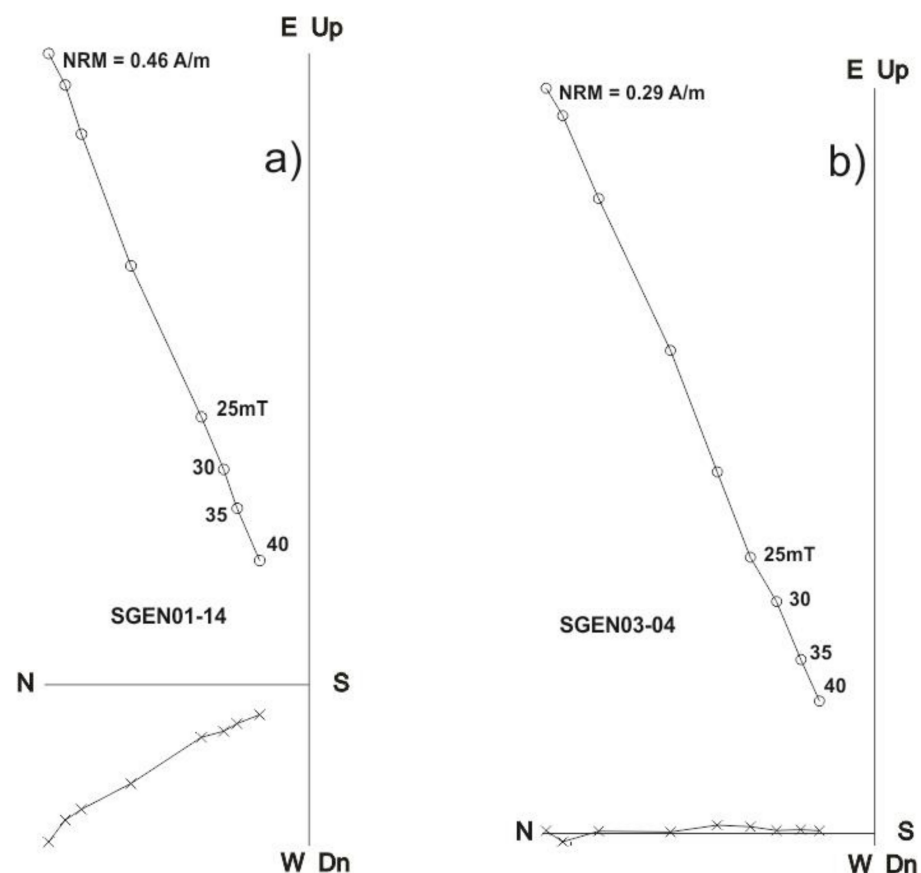 E Up
NRM = 0.46 A/m
a)
25mT
30
35
40
SGEN01-14
N
S
W Dn
E Up
NRM = 0.29 A/m
b)
25mT
30
35
40
SGEN03-04
N
S
W Dn